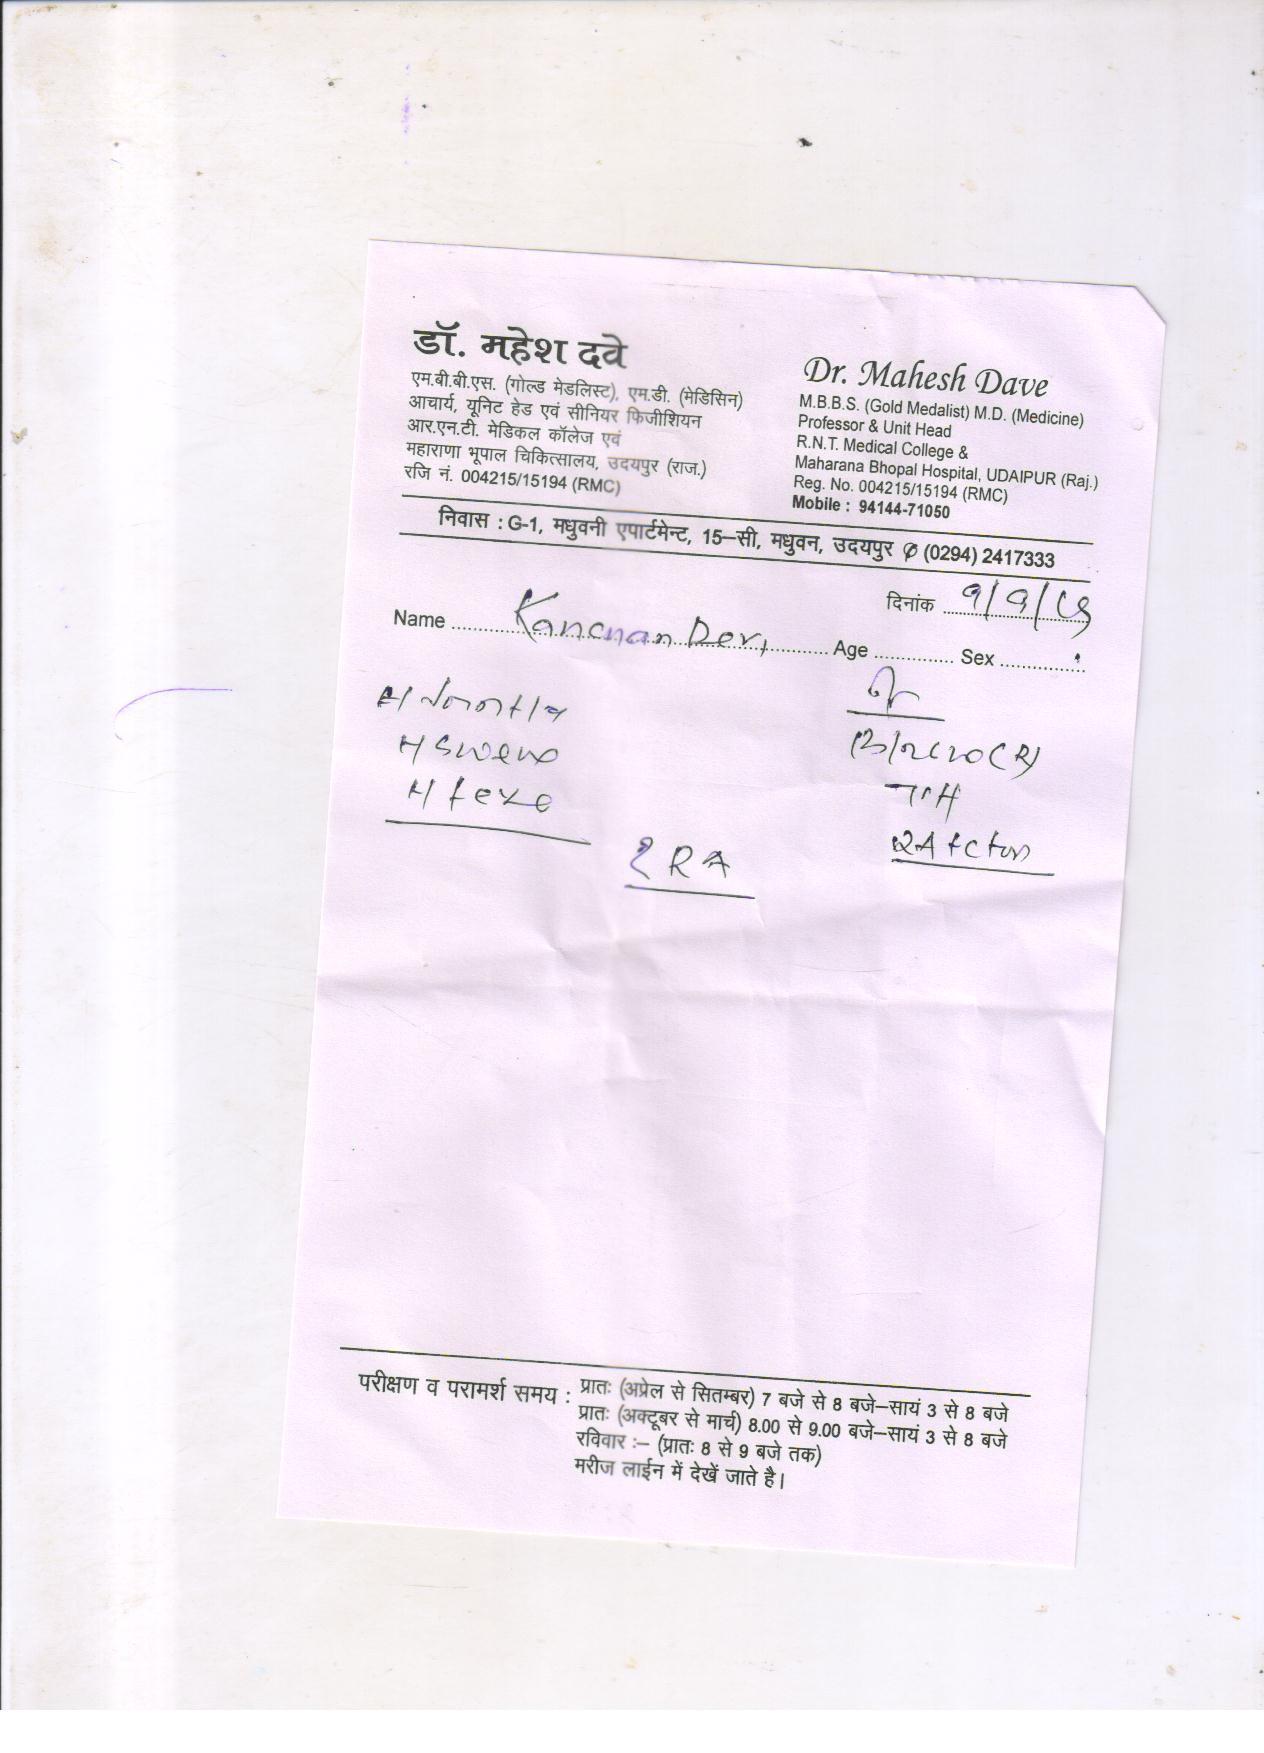 डॉ. महेश दवे
एम.बी.बी.एस. (गोल्ड मेडलिस्ट), एम.डी. (मेडिसिन)
आचार्य, यूनिट हेड एवं सीनियर फिजीशियन
आर.एन.टी. मेडिकल कॉलेज एवं
महाराणा भूपाल चिकित्सालय, उदयपुर (राज.)
रजि नं. 004215/15194 (RMC)
Dr. Mahesh Dave
M.B.B.S. (Gold Medalist) M.D. (Medicine)
Professor & Unit Head
R.N.T. Medical College &
Maharana Bhopal Hospital, UDAIPUR (Raj.)
Reg. No. 004215/15194 (RMC)
Mobile : 94144-71050
निवास : G-1, मधुवनी एपार्टमेन्ट, 15–सी, मधुवन, उदयपुर ✆ (0294) 2417333
दिनांक
Name Kanchan Devi Age Sex
RA
परीक्षण व परामर्श समय : प्रातः (अप्रेल से सितम्बर) 7 बजे से 8 बजे–सायं 3 से 8 बजे
प्रातः (अक्टूबर से मार्च) 8.00 से 9.00 बजे–सायं 3 से 8 बजे
रविवार :– (प्रातः 8 से 9 बजे तक)
मरीज लाईन में देखें जाते है।